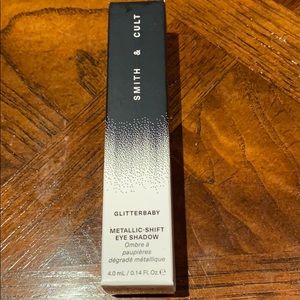 SMITH & CULT
GLITTERBABY
METALLIC-SHIFT
EYE SHADOW
Ombre à
paupières
dégradé métallique
4.0 mL / 0.14 Fl. Oz. ℮